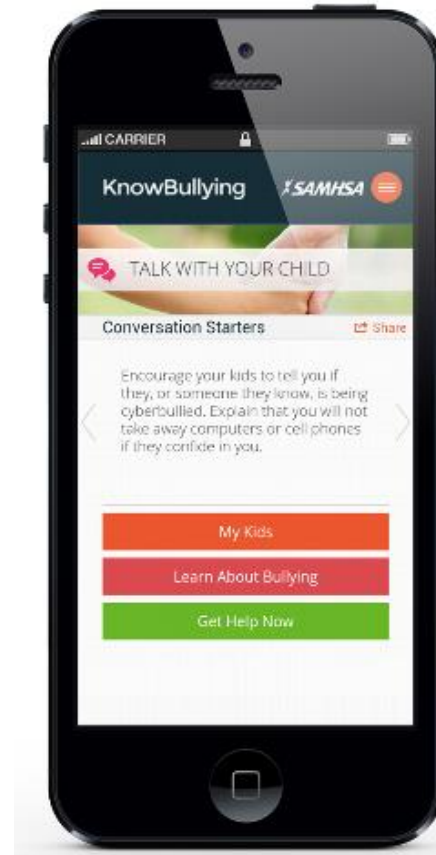 CARRIER
KnowBullying SAMHSA
TALK WITH YOUR CHILD
Conversation Starters Share
Encourage your kids to tell you if
they, or someone they know, is being
cyberbullied. Explain that you will not
take away computers or cell phones
if they confide in you.
My Kids
Learn About Bullying
Get Help Now